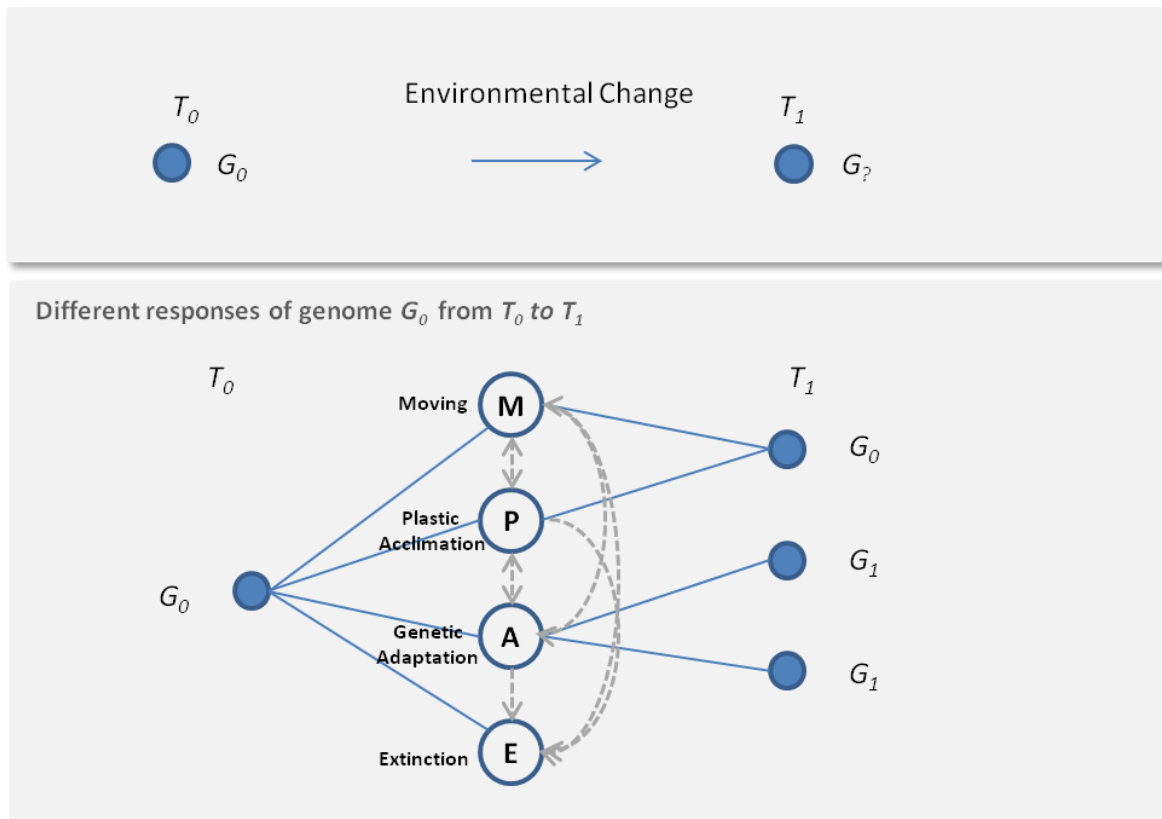 Environmental Change
T0
T1
G0
G?
Different responses of genome G0 from T0 to T1
T0
T1
Moving
M
G0
Plastic
Acclimation
P
G1
G0
Genetic
Adaptation
A
G1
Extinction
E